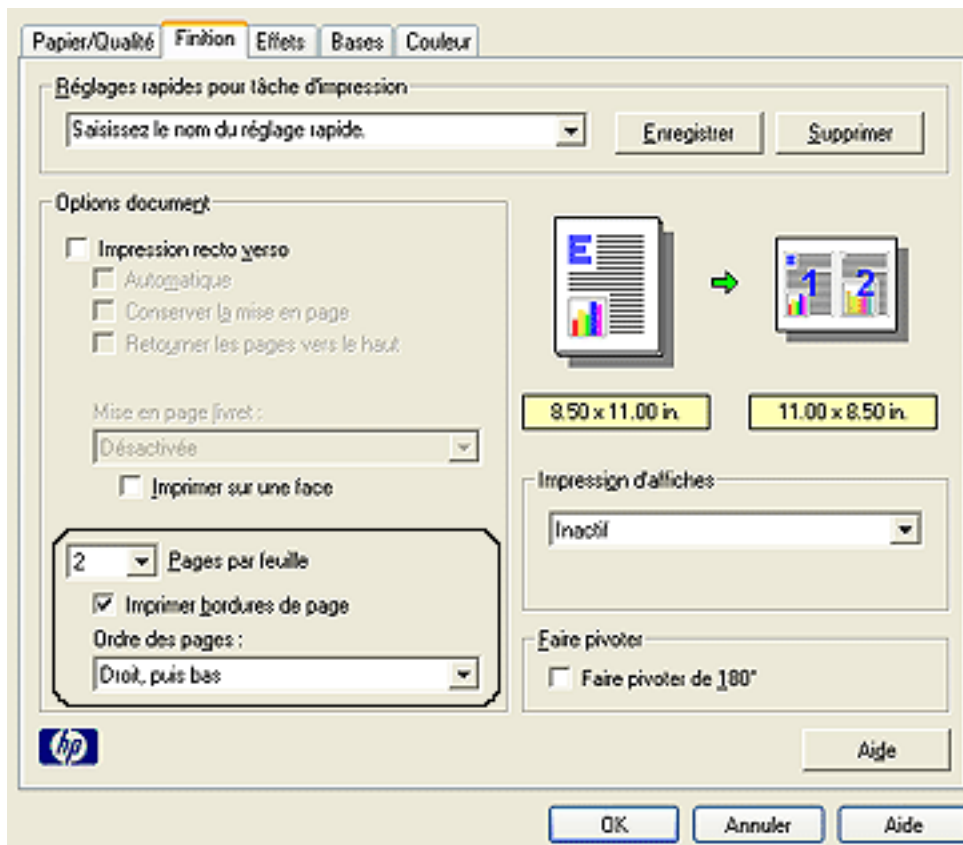 Papier/Qualité Finition Effets Bases Couleur
Réglages rapides pour tâche d'impression
Saisissez le nom du réglage rapide. Enregistrer Supprimer
Options document
Impression recto verso
Automatique
Conserver la mise en page
Retourner les pages vers le haut
Mise en page livret :
Désactivée
Imprimer sur une face
2 Pages par feuille
Imprimer bordures de page
Ordre des pages :
Droit, puis bas
E 1 2
8.50 x 11.00 in. 11.00 x 8.50 in.
Impression d'affiches
Inactif
Faire pivoter
Faire pivoter de 180°
hp
Aide
OK Annuler Aide